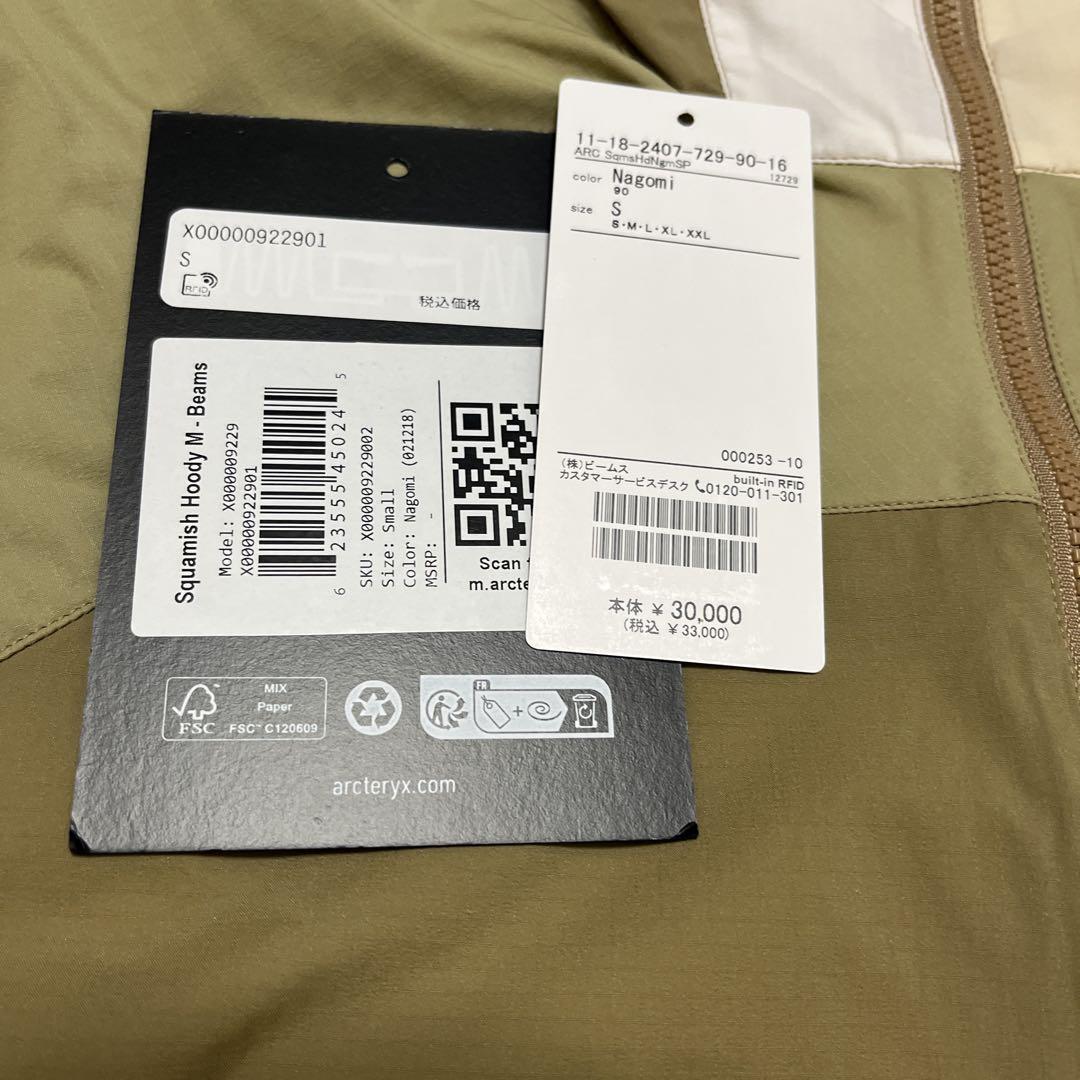 X00000922901
S
RFID
税込価格
Squamish Hoody M - Beams
Model: X000009229
X00000922901
6 23555 45024 5
SKU: X000009229002
Size: Small
Color: Nagomi (021218)
MSRP: -
Scan
m.arcte
FSC
MIX
Paper
FSC™ C120609
FR
+
arcteryx.com
11-18-2407-729-90-16
ARC SqmsHdNgmSP
12729
color Nagomi
90
size S
S・M・L・XL・XXL
000253 -10
built-in RFID
(株)ビームス
カスタマーサービスデスク 0120-011-301
本体 ¥ 30,000
(税込 ¥ 33,000)